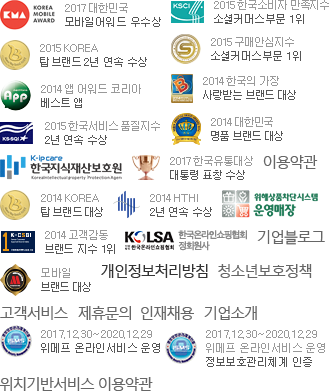 KMA
KOREA MOBILE AWARD
2017 대한민국
모바일어워드 우수상
KSCI
2015 한국소비자 만족지수
소셜커머스부문 1위
2015 KOREA
탑 브랜드 2년 연속 수상
2015 구매안심지수
소셜커머스부문 1위
App
2014 앱 어워드 코리아
베스트 앱
2014 한국의 가장
사랑받는 브랜드 대상
KS-SQI
2015 한국서비스 품질지수
2년 연속 수상
2014 대한민국
명품 브랜드 대상
K-ipcare
한국지식재산보호원
Korea Intellectual property Protection Agency
2017 한국유통대상
대통령 표창 수상
이용약관
2014 KOREA
탑 브랜드 대상
2014 HTHI
2년 연속 수상
위해상품차단시스템
운영매장
1 K-CSBI
2014 고객감동
브랜드 지수 1위
KOLSA
한국온라인쇼핑협회
정회원사
기업블로그
모바일
브랜드 대상
개인정보처리방침
청소년보호정책
고객서비스
제휴문의
인재채용
기업소개
2017.12.30~2020.12.29
위메프 온라인서비스 운영
2017.12.30~2020.12.29
위메프 온라인서비스 운영
정보보호관리체계 인증
위치기반서비스 이용약관